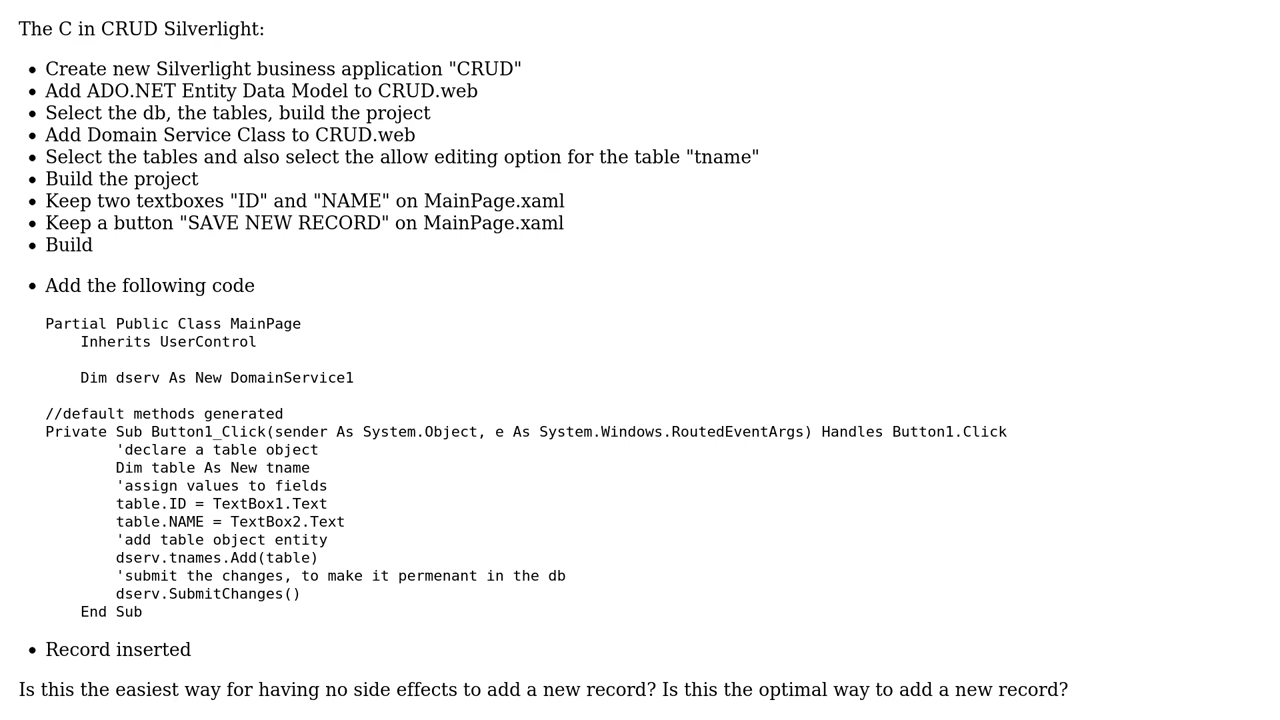 The C in CRUD Silverlight:
• Create new Silverlight business application "CRUD"
• Add ADO.NET Entity Data Model to CRUD.web
• Select the db, the tables, build the project
• Add Domain Service Class to CRUD.web
• Select the tables and also select the allow editing option for the table "tname"
• Build the project
• Keep two textboxes "ID" and "NAME" on MainPage.xaml
• Keep a button "SAVE NEW RECORD" on MainPage.xaml
• Build
• Add the following code
Partial Public Class MainPage
    Inherits UserControl
    Dim dserv As New DomainService1
//default methods generated
Private Sub Button1_Click(sender As System.Object, e As System.Windows.RoutedEventArgs) Handles Button1.Click
        'declare a table object
        Dim table As New tname
        'assign values to fields
        table.ID = TextBox1.Text
        table.NAME = TextBox2.Text
        'add table object entity
        dserv.tnames.Add(table)
        'submit the changes, to make it permenant in the db
        dserv.SubmitChanges()
    End Sub
• Record inserted
Is this the easiest way for having no side effects to add a new record? Is this the optimal way to add a new record?